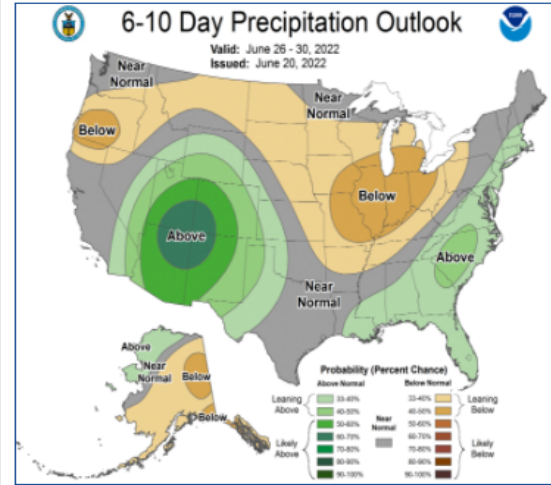 6-10 Day Precipitation Outlook
Valid: June 26 - 30, 2022
Issued: June 20, 2022
Near
Normal
Near
Normal
Below
Below
Above
Above
Near
Normal
Above
Near
Normal
Below
Below
Probability (Percent Chance)
Above Normal
Below Normal
Leaning
Above
33-40%
40-50%
Near
Normal
33-40%
40-50%
Leaning
Below
Likely
Above
50-60%
60-70%
70-80%
80-90%
90-100%
50-60%
60-70%
70-80%
80-90%
90-100%
Likely
Below